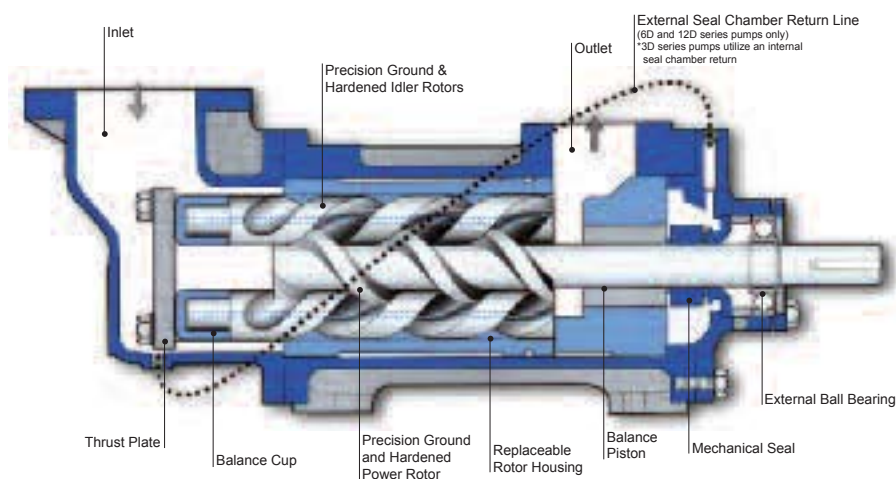 Inlet
External Seal Chamber Return Line
(6D and 12D series pumps only)
*3D series pumps utilize an internal
seal chamber return
Outlet
Precision Ground &
Hardened Idler Rotors
External Ball Bearing
Thrust Plate
Balance Cup
Precision Ground
and Hardened
Power Rotor
Replaceable
Rotor Housing
Balance
Piston
Mechanical Seal